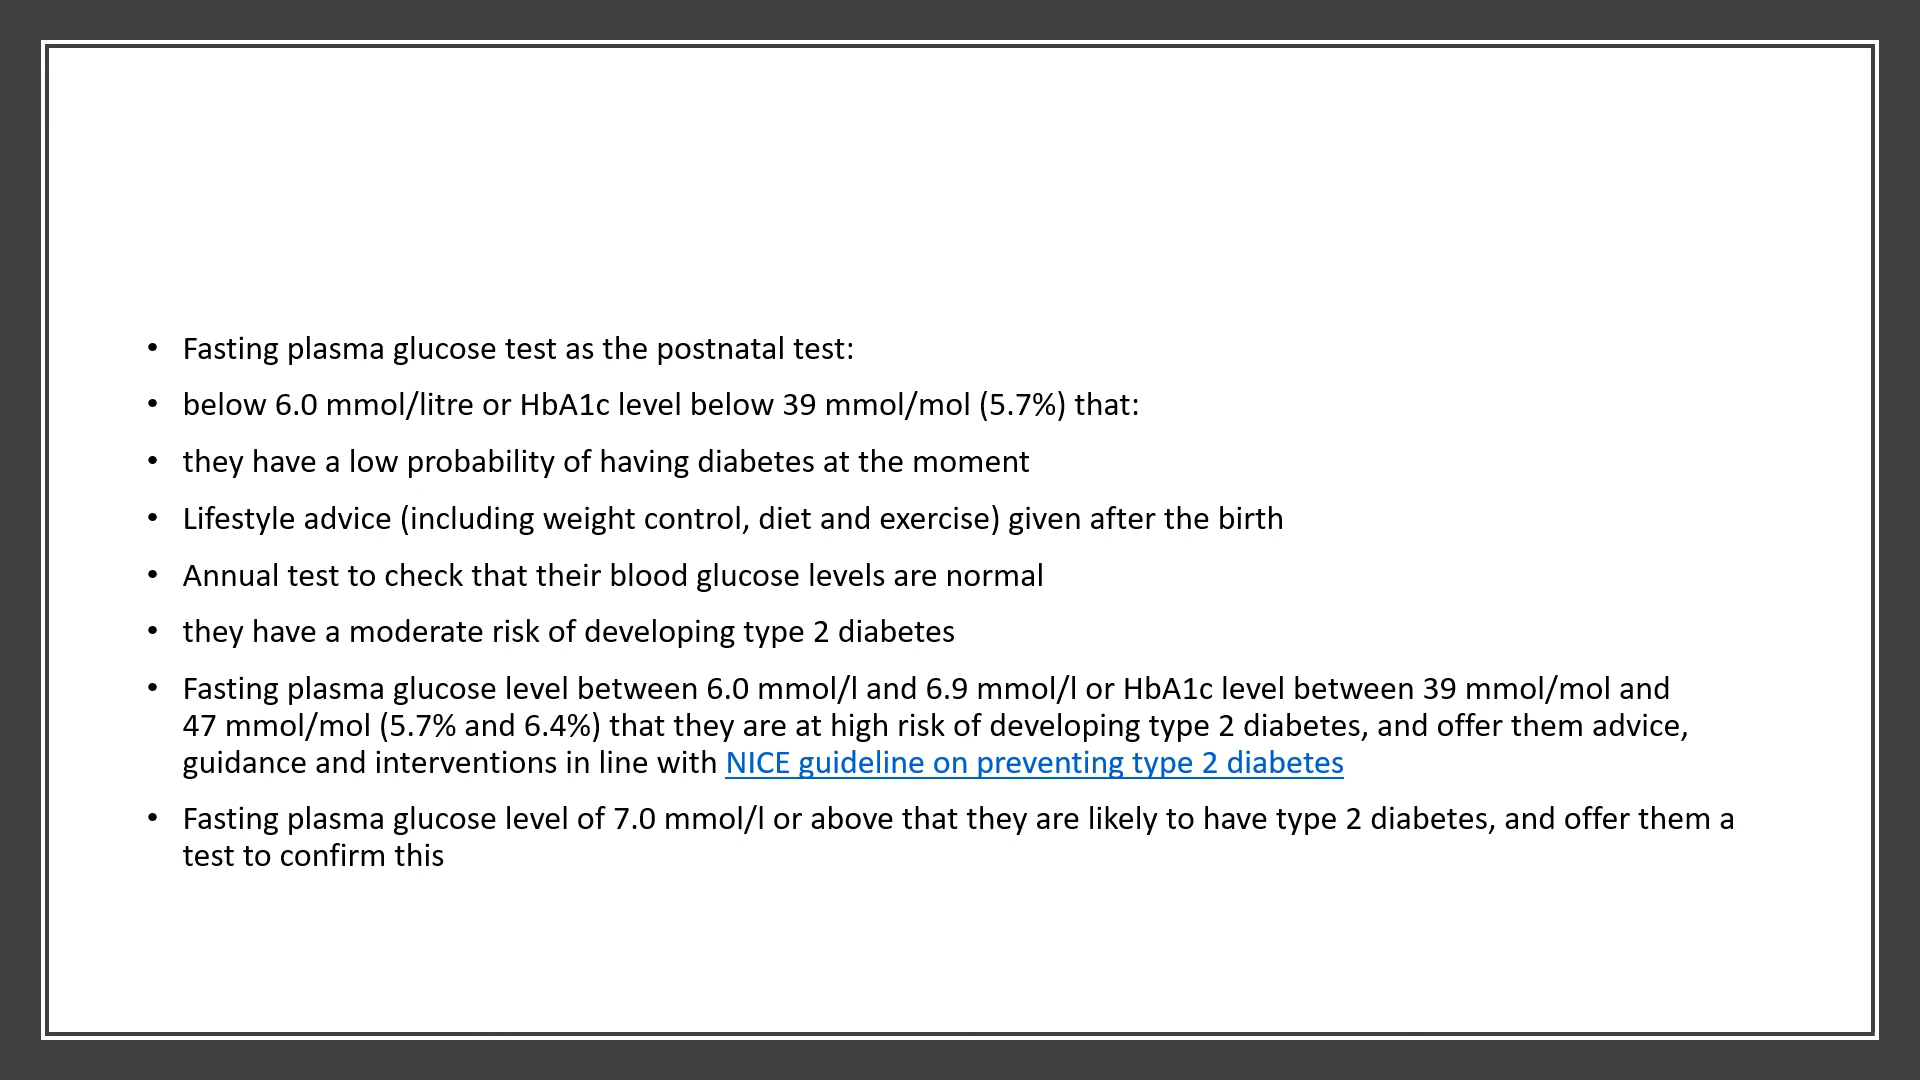 • Fasting plasma glucose test as the postnatal test:
• below 6.0 mmol/litre or HbA1c level below 39 mmol/mol (5.7%) that:
• they have a low probability of having diabetes at the moment
• Lifestyle advice (including weight control, diet and exercise) given after the birth
• Annual test to check that their blood glucose levels are normal
• they have a moderate risk of developing type 2 diabetes
• Fasting plasma glucose level between 6.0 mmol/l and 6.9 mmol/l or HbA1c level between 39 mmol/mol and
47 mmol/mol (5.7% and 6.4%) that they are at high risk of developing type 2 diabetes, and offer them advice,
guidance and interventions in line with NICE guideline on preventing type 2 diabetes
• Fasting plasma glucose level of 7.0 mmol/l or above that they are likely to have type 2 diabetes, and offer them a
test to confirm this